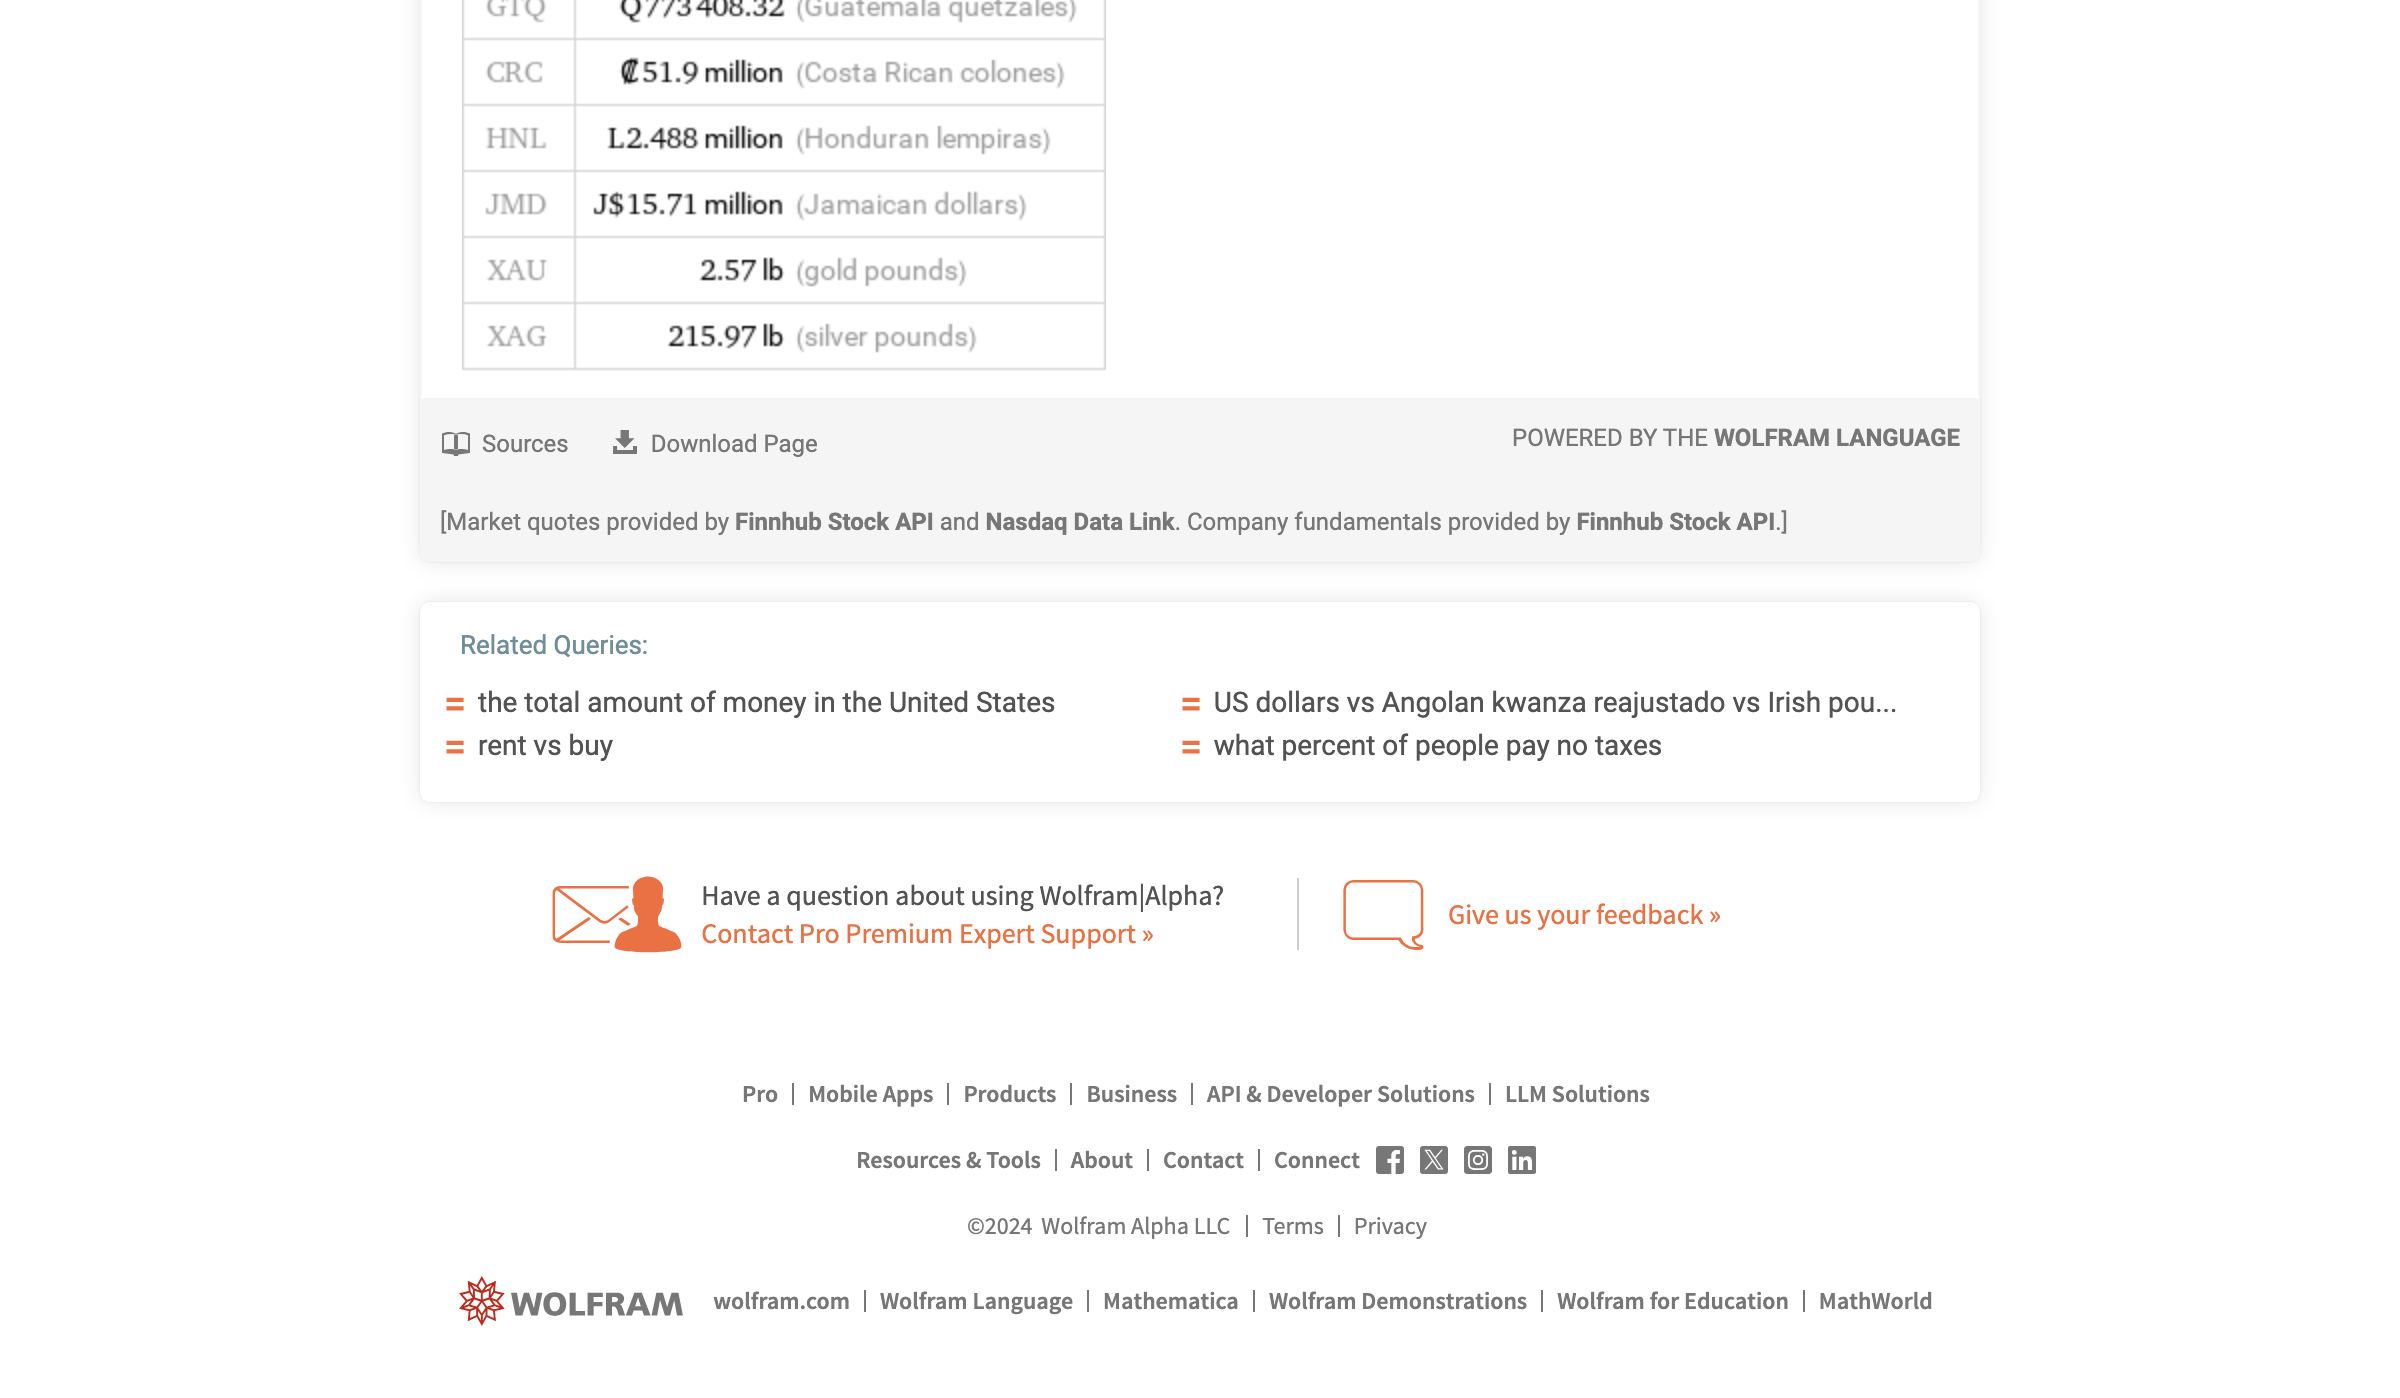 GTQ Q773408.32 (Guatemala quetzales)
CRC ₡51.9 million (Costa Rican colones)
HNL L2.488 million (Honduran lempiras)
JMD J$15.71 million (Jamaican dollars)
XAU 2.57 lb (gold pounds)
XAG 215.97 lb (silver pounds)
Sources Download Page POWERED BY THE WOLFRAM LANGUAGE
[Market quotes provided by Finnhub Stock API and Nasdaq Data Link. Company fundamentals provided by Finnhub Stock API.]
Related Queries:
= the total amount of money in the United States = US dollars vs Angolan kwanza reajustado vs Irish pou...
= rent vs buy = what percent of people pay no taxes
Have a question about using Wolfram|Alpha?
Contact Pro Premium Expert Support »
Give us your feedback »
Pro | Mobile Apps | Products | Business | API & Developer Solutions | LLM Solutions
Resources & Tools | About | Contact | Connect
©2024 Wolfram Alpha LLC | Terms | Privacy
WOLFRAM wolfram.com | Wolfram Language | Mathematica | Wolfram Demonstrations | Wolfram for Education | MathWorld